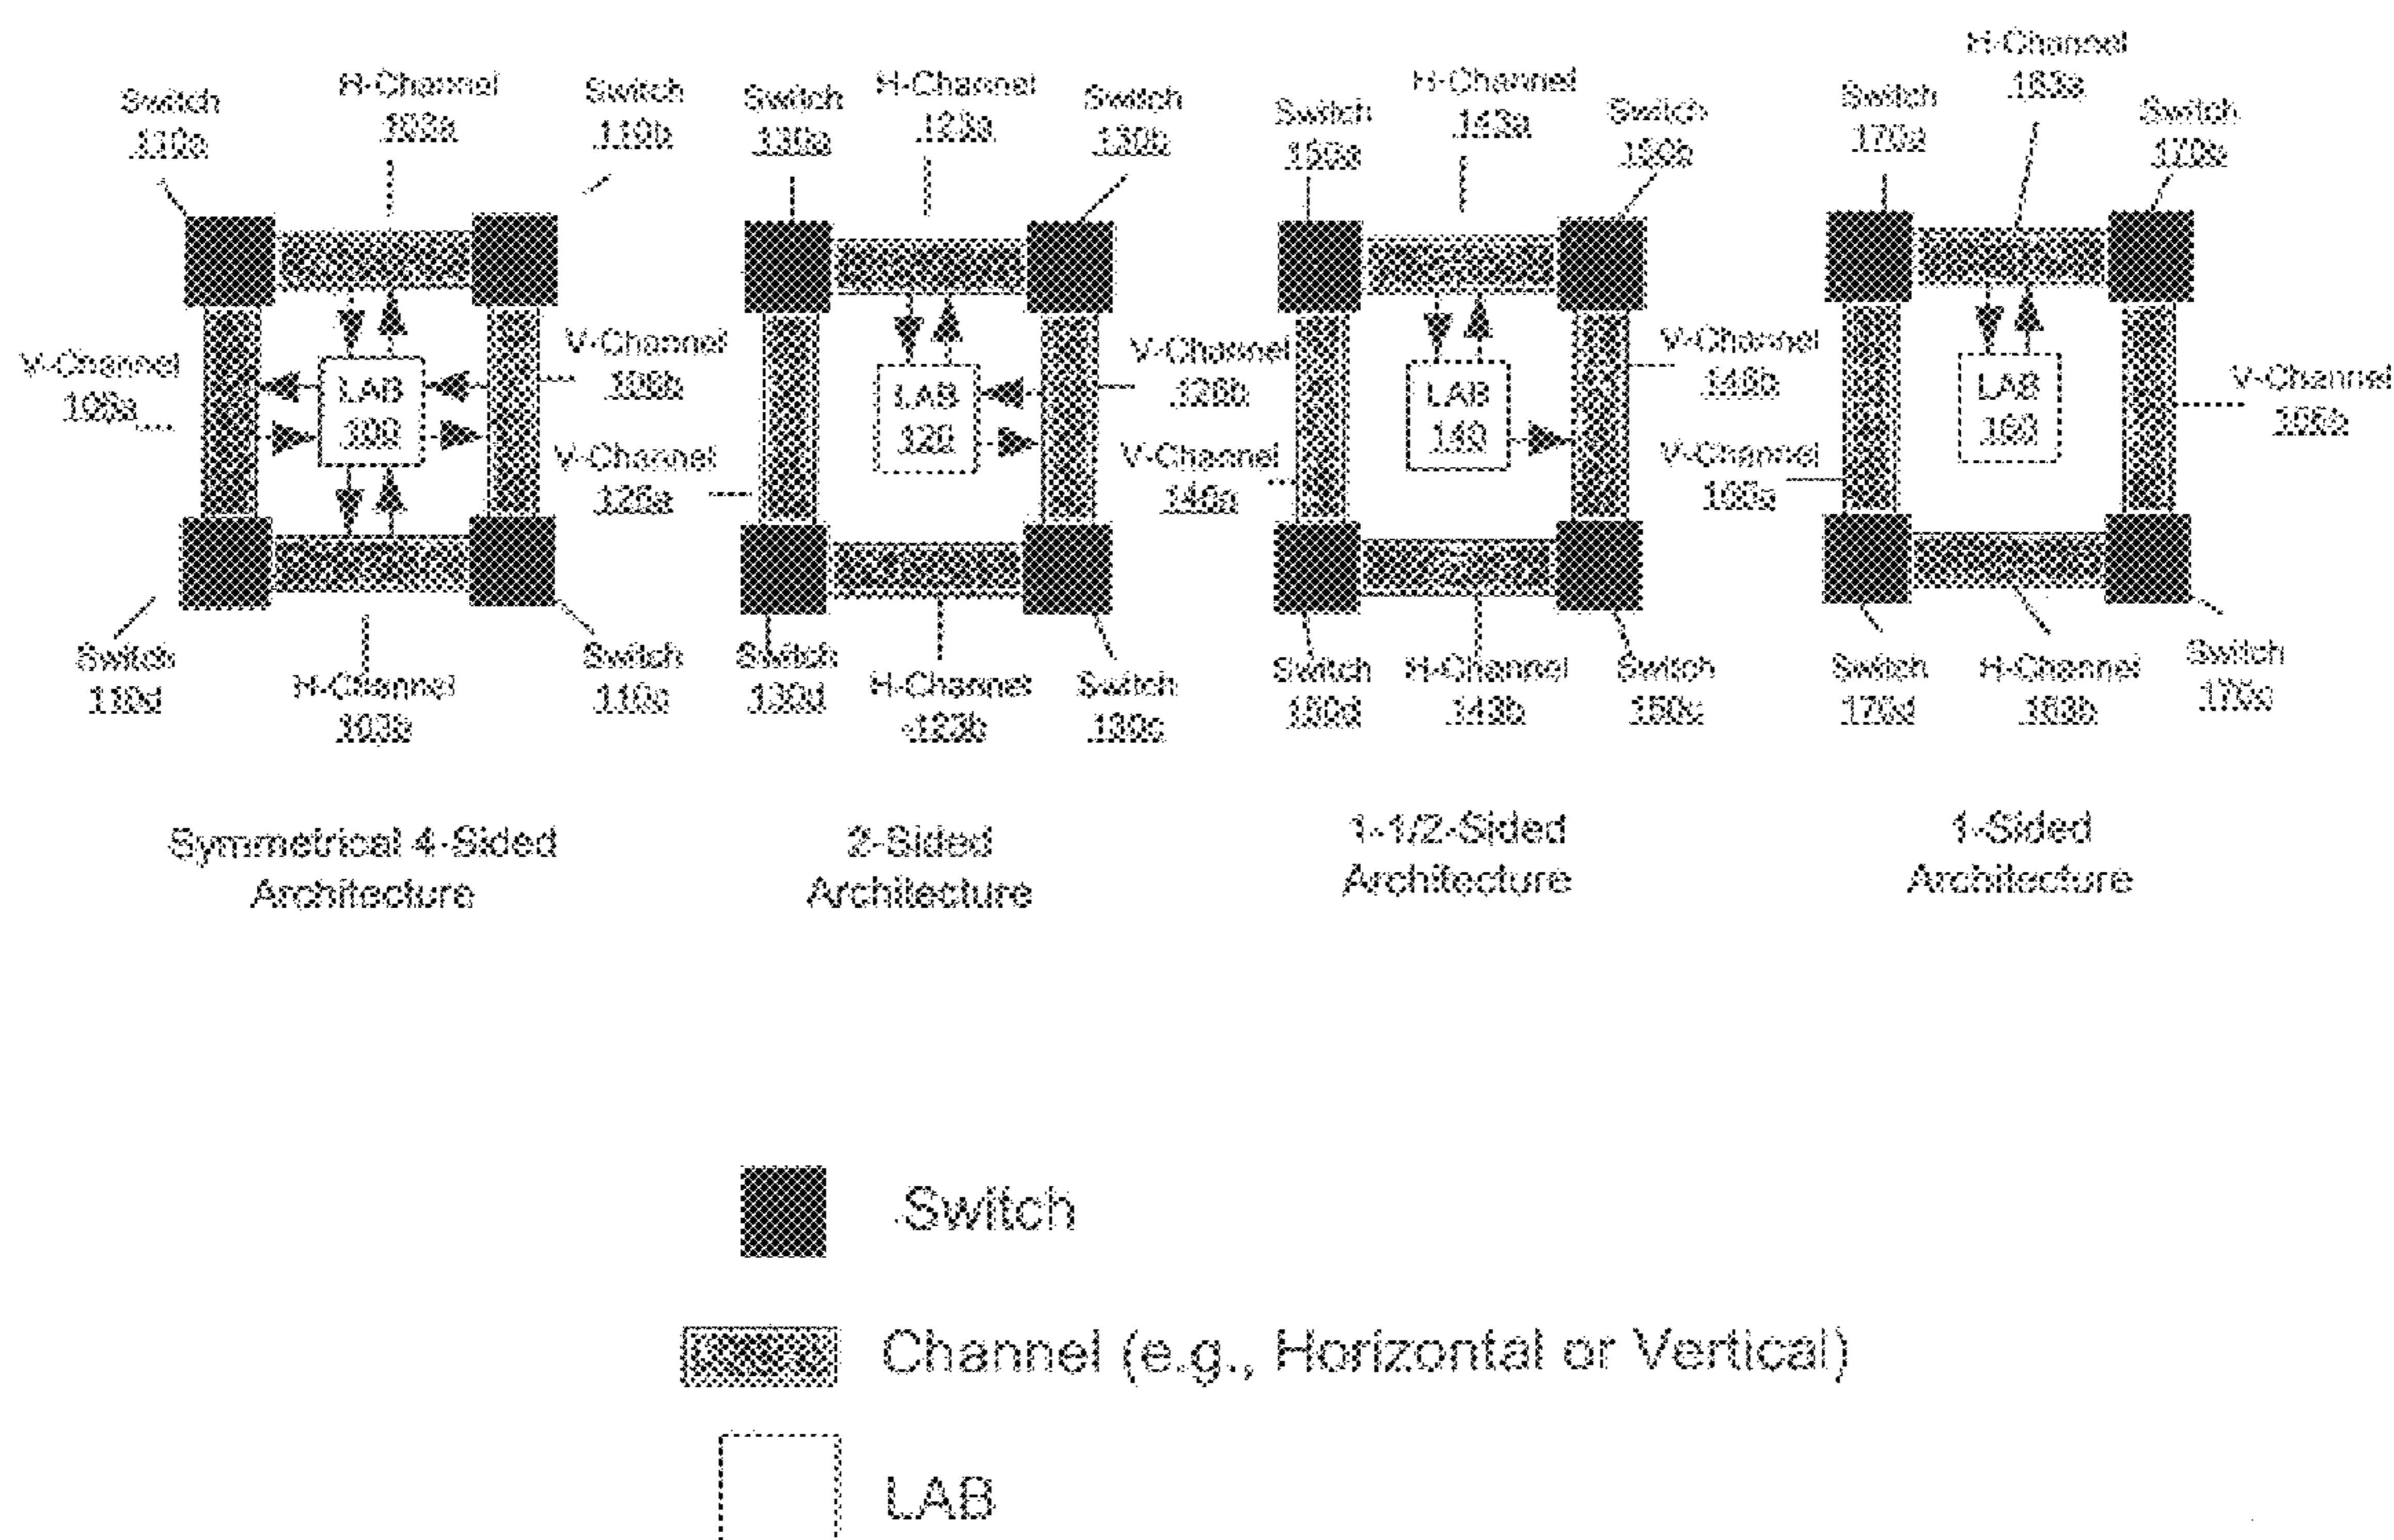 Switch
110a
H-Channel
103a
Switch
110b
V-Channel
106a
LAB
100
V-Channel
106b
Switch
110d
H-Channel
103b
Switch
110c
Symmetrical 4-Sided
Architecture
Switch
130a
H-Channel
123a
Switch
130b
V-Channel
126a
LAB
120
V-Channel
126b
Switch
130d
H-Channel
123b
Switch
130c
2-Sided
Architecture
Switch
150a
H-Channel
143a
Switch
150b
V-Channel
146a
LAB
140
V-Channel
146b
Switch
150d
H-Channel
143b
Switch
150c
1-1/2-Sided
Architecture
Switch
170a
H-Channel
163a
Switch
170b
V-Channel
166a
LAB
160
V-Channel
166b
Switch
170d
H-Channel
163b
Switch
170c
1-Sided
Architecture
Switch
Channel (e.g., Horizontal or Vertical)
LAB